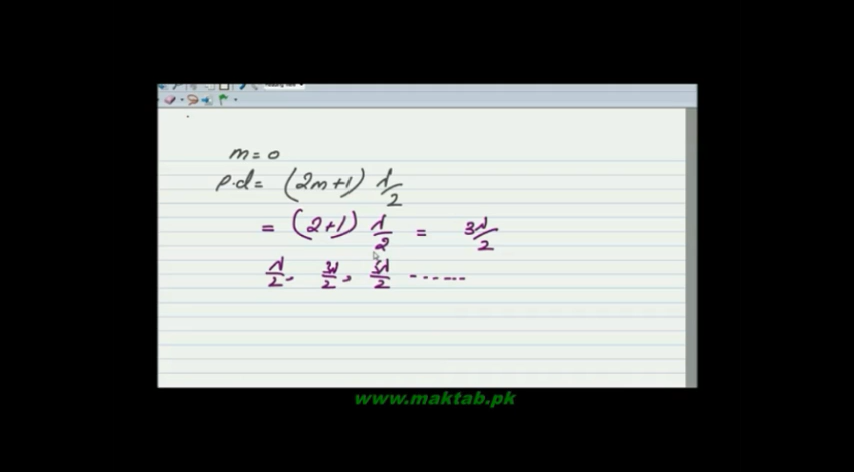 m = 0
p.d = (2m+1) λ/2
= (2+1) λ/2 = 3λ/2
λ/2, 3λ/2, 5λ/2 ------
www.maktab.pk